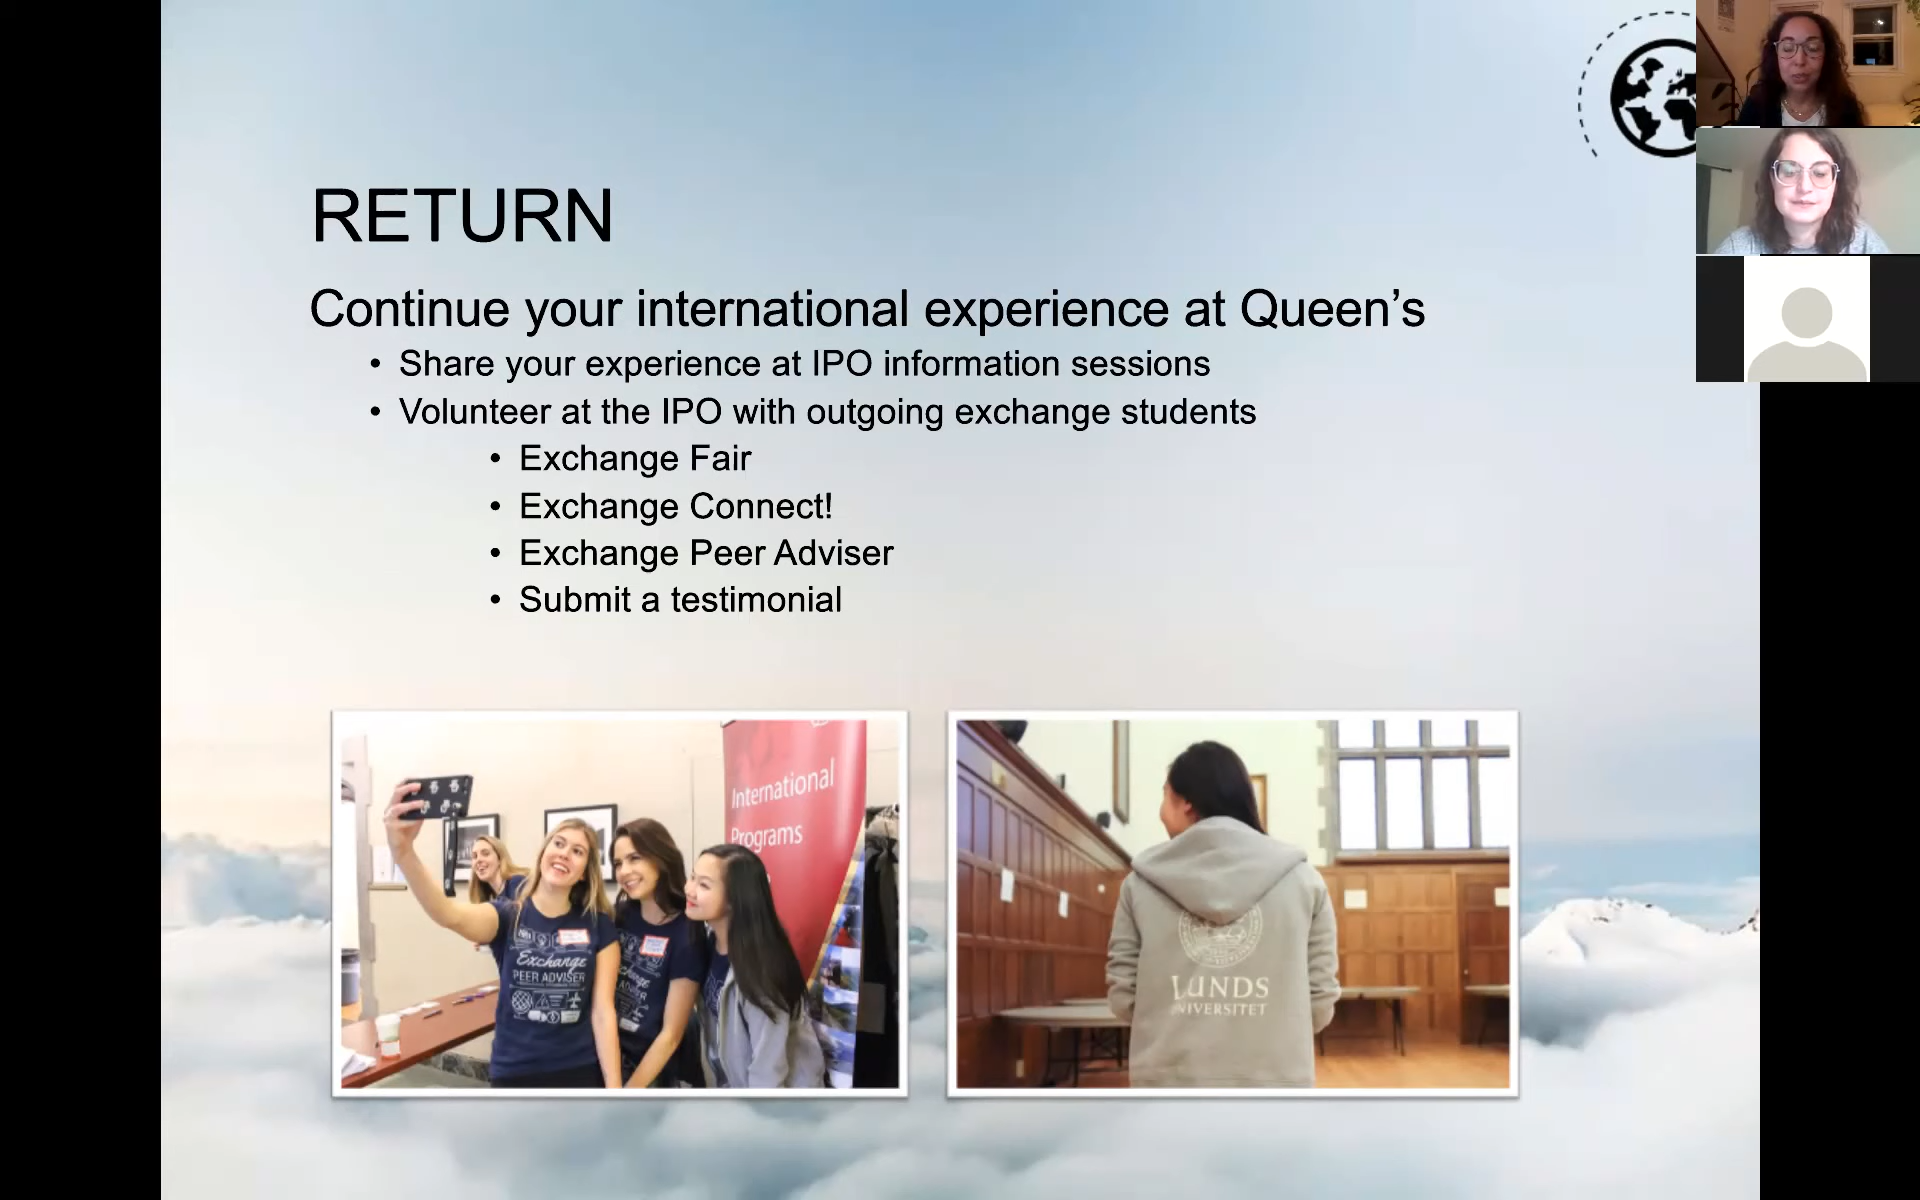 RETURN
Continue your international experience at Queen’s
• Share your experience at IPO information sessions
• Volunteer at the IPO with outgoing exchange students
• Exchange Fair
• Exchange Connect!
• Exchange Peer Adviser
• Submit a testimonial
International
Programs
Exchange
PEER ADVISER
LUNDS
UNIVERSITET